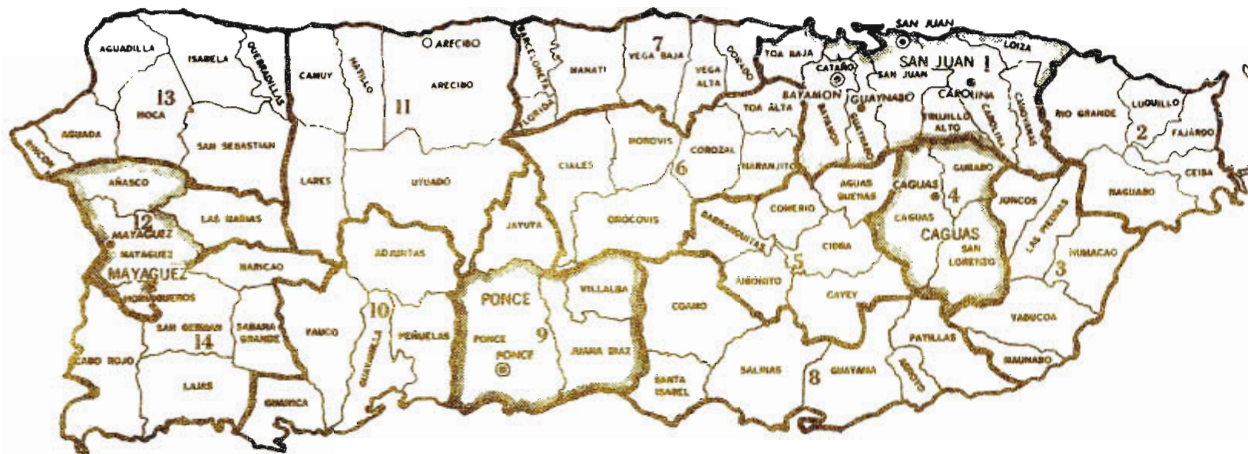 AGUADILLA
ISABELA
QUEBRADILLAS
CAMUY
HATILLO
ARECIBO
ARECIBO
11
BARCELONETA
FLORIDA
MANATI
7
VEGA BAJA
VEGA
ALTA
DORADO
TOA BAJA
CATAÑO
SAN JUAN
SAN JUAN
SAN JUAN 1
LOIZA
BAYAMON
BAYAMON
GUAYNABO
GUAYNABO
CAROLINA
CAROLINA
CANOVANAS
TRUJILLO
ALTO
RIO GRANDE
LUQUILLO
2
FAJARDO
CEIBA
NAGUABO
13
MOCA
AGUADA
RINCON
SAN SEBASTIAN
LARES
UTUADO
CIALES
MOROVIS
6
COROZAL
TOA ALTA
NARANJITO
OROCOVIS
JAYUYA
AÑASCO
12
MAYAGUEZ
MAYAGUEZ
MAYAGUEZ
LAS MARIAS
MARICAO
HORMIGUEROS
SAN GERMAN
14
SABANA
GRANDE
CABO ROJO
LAJAS
GUANICA
YAUCO
ADJUNTAS
10
GUAYANILLA
PEÑUELAS
PONCE
PONCE
PONCE
9
VILLALBA
JUANA DIAZ
COAMO
SANTA
ISABEL
BARRANQUITAS
COMERIO
AGUAS
BUENAS
CIDRA
5
AIBONITO
CAYEY
SALINAS
8
GUAYAMA
ARROYO
PATILLAS
CAGUAS
4
GURABO
CAGUAS
CAGUAS
SAN
LORENZO
JUNCOS
LAS PIEDRAS
HUMACAO
3
YABUCOA
MAUNABO